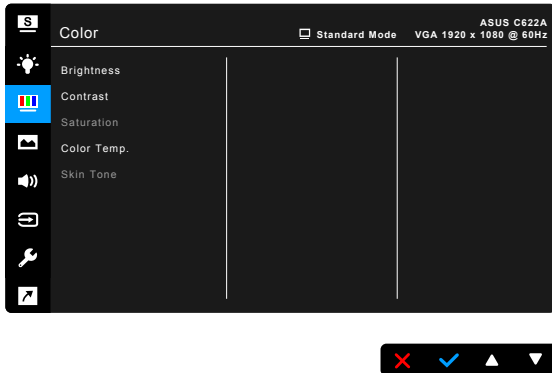 S
ASUS C622A
Color
Standard Mode
VGA 1920 x 1080 @ 60Hz
Brightness
Contrast
Saturation
Color Temp.
Skin Tone